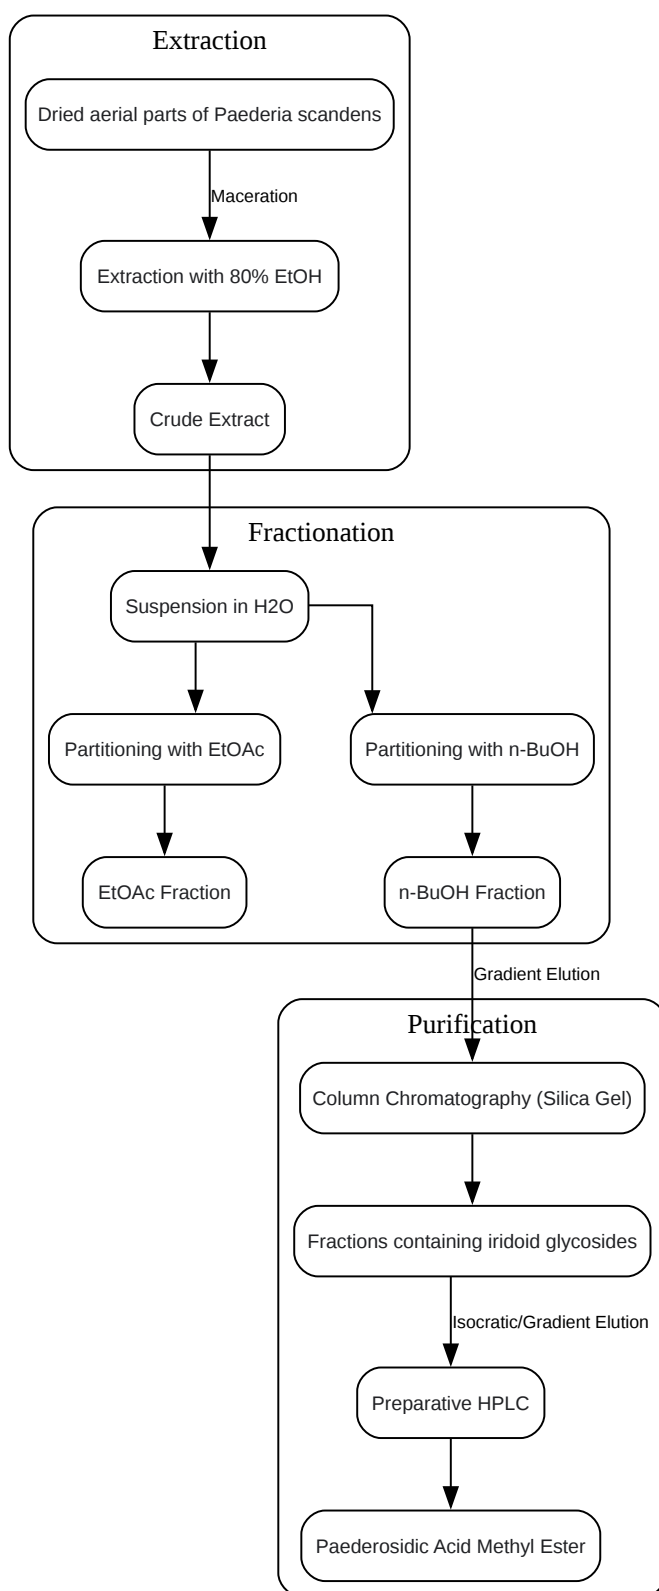 Extraction
Dried aerial parts of Paederia scandens
Maceration
Extraction with 80% EtOH
Crude Extract
Fractionation
Suspension in H2O
Partitioning with EtOAc
Partitioning with n-BuOH
EtOAc Fraction
n-BuOH Fraction
Gradient Elution
Purification
Column Chromatography (Silica Gel)
Fractions containing iridoid glycosides
Isocratic/Gradient Elution
Preparative HPLC
Paederosidic Acid Methyl Ester